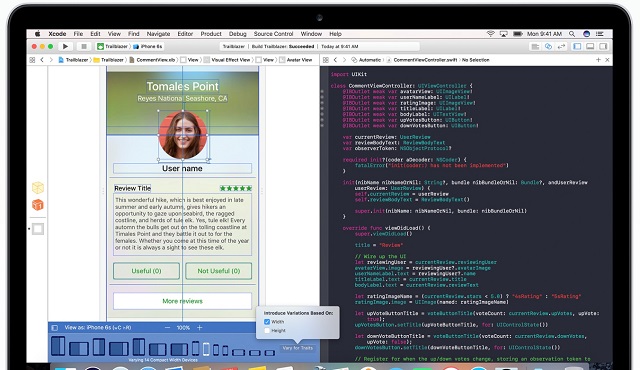 Xcode File Edit View Find Navigate Editor Product Debug Source Control Window Help Mon 9:41 AM
Trailblazer iPhone 6s Trailblazer Build Trailblazer: Succeeded Today at 9:41 AM
Trailblazer Trailblazer CommentView.xib View Visual Effect View View Avatar View
Automatic CommentViewController.swift No Selection
Tomales Point
Reyes National Seashore, CA
User name
Review Title
This wonderful hike, which is best enjoyed in late
summer and early autumn, gives hikers an
opportunity to gaze upon seabird, the ragged
costline, and herds of tule elk. Yes, tule elk! Every
autorn the bulls get out on the tolling coastline at
Tomales Point and they battle it out to for the
females. Whether you come at this time of the year
or not it is always a sight to see these elk.
Useful (0) Not Useful (0)
More reviews
View as: iPhone 6s (wC hR) 100%
Introduce Variations Based On:
Width
Height
Varying 14 Compact Width Devices
Vary for Traits
import UIKit
class CommentViewController: UIViewController {
@IBOutlet weak var avatarView: UIImageView!
@IBOutlet weak var userNameLabel: UILabel!
@IBOutlet weak var ratingImage: UIImageView!
@IBOutlet weak var titleLabel: UILabel!
@IBOutlet weak var bodyLabel: UITextView!
@IBOutlet weak var upVotesButton: UIButton!
@IBOutlet weak var downVotesButton: UIButton!
var currentReview: UserReview
var reviewBodyText: ReviewBodyText
var observerToken: NSObjectProtocol?
required init?(coder aDecoder: NSCoder) {
fatalError("init(coder:) has not been implemented")
}
init(nibName nibNameOrNil: String?, bundle nibBundleOrNil: Bundle?, andUserReview
userReview: UserReview) {
self.currentReview = userReview
self.reviewBodyText = ReviewBodyText()
super.init(nibName: nibNameOrNil, bundle: nibBundleOrNil)
}
override func viewDidLoad() {
super.viewDidLoad()
title = "Review"
// Wire up the UI
let reviewingUser = currentReview.reviewingUser
avatarView.image = reviewingUser?.avatarImage
userNameLabel.text = reviewingUser?.name
titleLabel.text = currentReview.title
bodyLabel.text = currentReview.reviewText
let ratingImageName = (currentReview.stars < 5.0) ? "4sRating" : "5sRating"
ratingImage.image = UIImage(named: ratingImageName)
let upVoteButtonTitle = voteButtonTitle(voteCount: currentReview.upVotes, upVote:
true);
upVotesButton.setTitle(upVoteButtonTitle, for: UIControlState())
let downVoteButtonTitle = voteButtonTitle(voteCount: currentReview.downVotes,
upVote: false);
downVotesButton.setTitle(downVoteButtonTitle, for: UIControlState())
// Register for when the up/down votes change, storing an observation token to